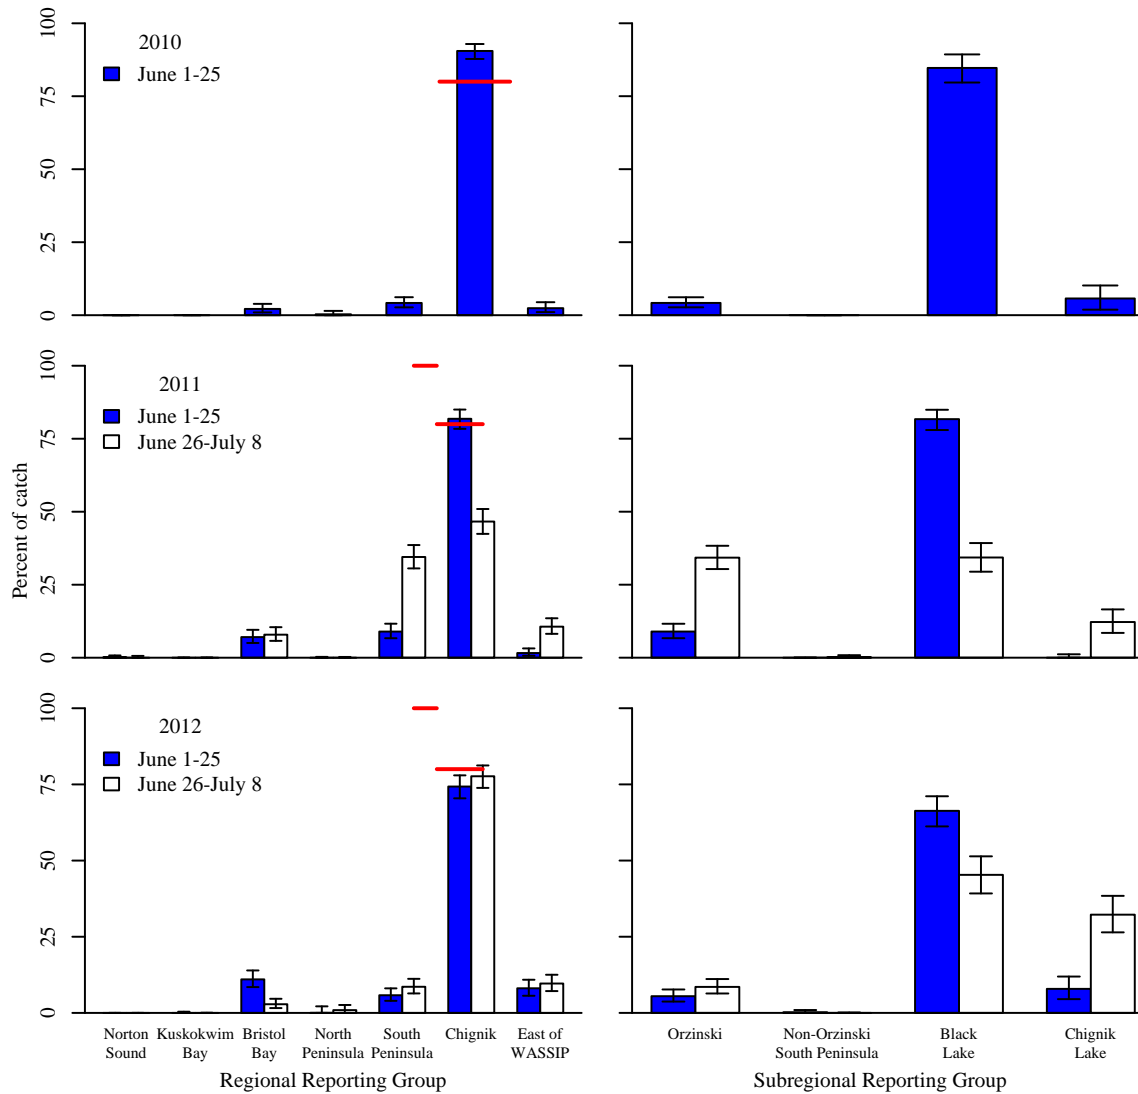 2010
June 1-25
0 25 50 75 100
2011
June 1-25
June 26-July 8
0 25 50 75 100
Percent of catch
2012
June 1-25
June 26-July 8
0 25 50 75 100
Norton Kuskokwim Bristol North South Chignik East of
Sound Bay Bay Peninsula Peninsula WASSIP
Regional Reporting Group
Orzinski Non-Orzinski Black Chignik
South Peninsula Lake Lake
Subregional Reporting Group